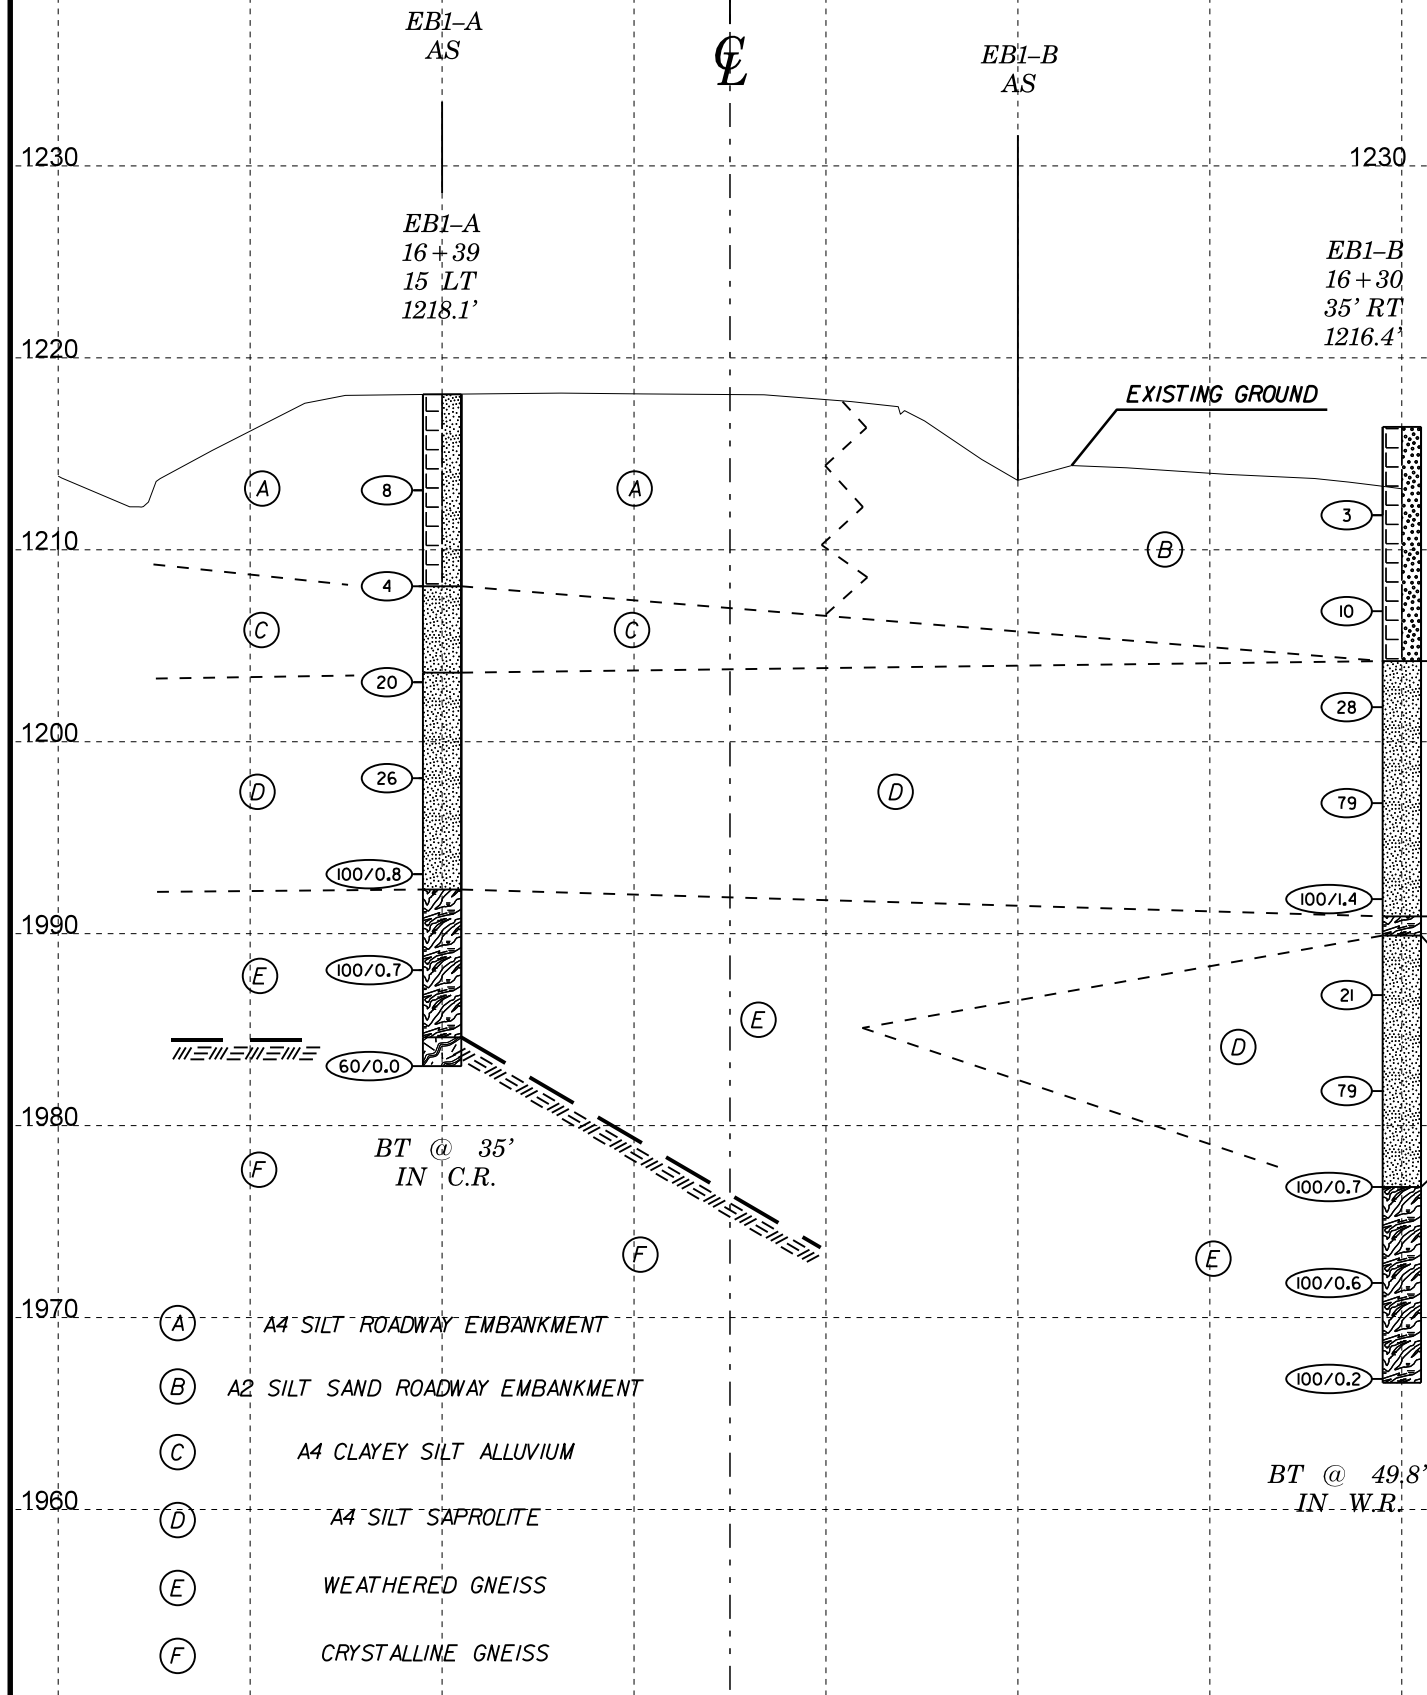 EB1–A
AS
℄
EB1–B
AS
1230
1230
EB1–A
16+39
15 LT
1218.1'
EB1–B
16+30
35' RT
1216.4'
1220
EXISTING GROUND
A
8
A
3
1210
B
4
10
C
C
20
28
1200
26
D
D
79
100/0.8
100/1.4
1990
100/0.7
E
21
E
D
60/0.0
79
1980
BT @ 35'
IN C.R.
F
100/0.7
F
E
100/0.6
1970
A A4 SILT ROADWAY EMBANKMENT
100/0.2
B A2 SILT SAND ROADWAY EMBANKMENT
C A4 CLAYEY SILT ALLUVIUM
BT @ 49.8'
IN W.R.
1960
D A4 SILT SAPROLITE
E WEATHERED GNEISS
F CRYSTALLINE GNEISS